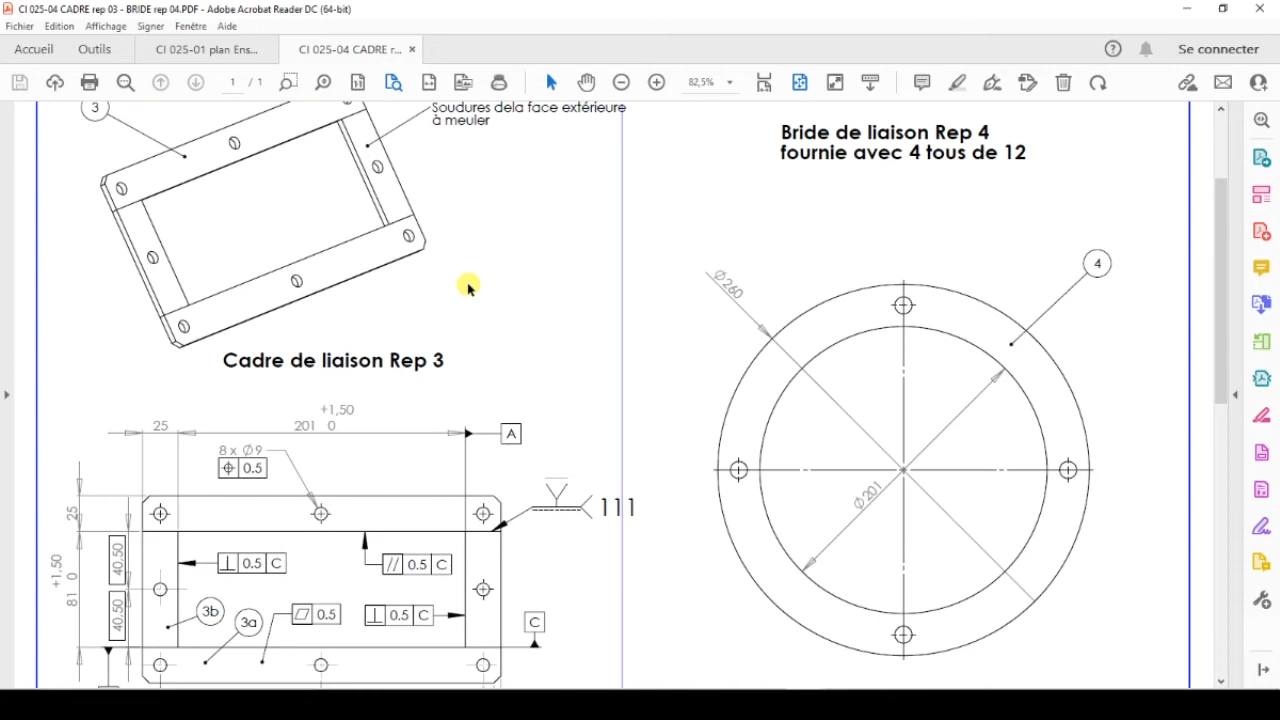 CI 025-04 CADRE rep 03 - BRIDE rep 04.PDF - Adobe Acrobat Reader DC (64-bit)
Fichier Edition Affichage Signer Fenêtre Aide
Accueil Outils CI 025-01 plan Ens... CI 025-04 CADRE r... × Se connecter
1 / 1 82,5%
3
Soudures dela face extérieure
à meuler
Bride de liaison Rep 4
fournie avec 4 tous de 12
4
Ø260
Cadre de liaison Rep 3
+1,50
25 201 0
A
8 x Ø9
0.5
111
25
Ø201
+1,50
81 0
40,50
40,50
⊥ 0.5 C
// 0.5 C
3b
3a
⏥ 0.5
⊥ 0.5 C
C